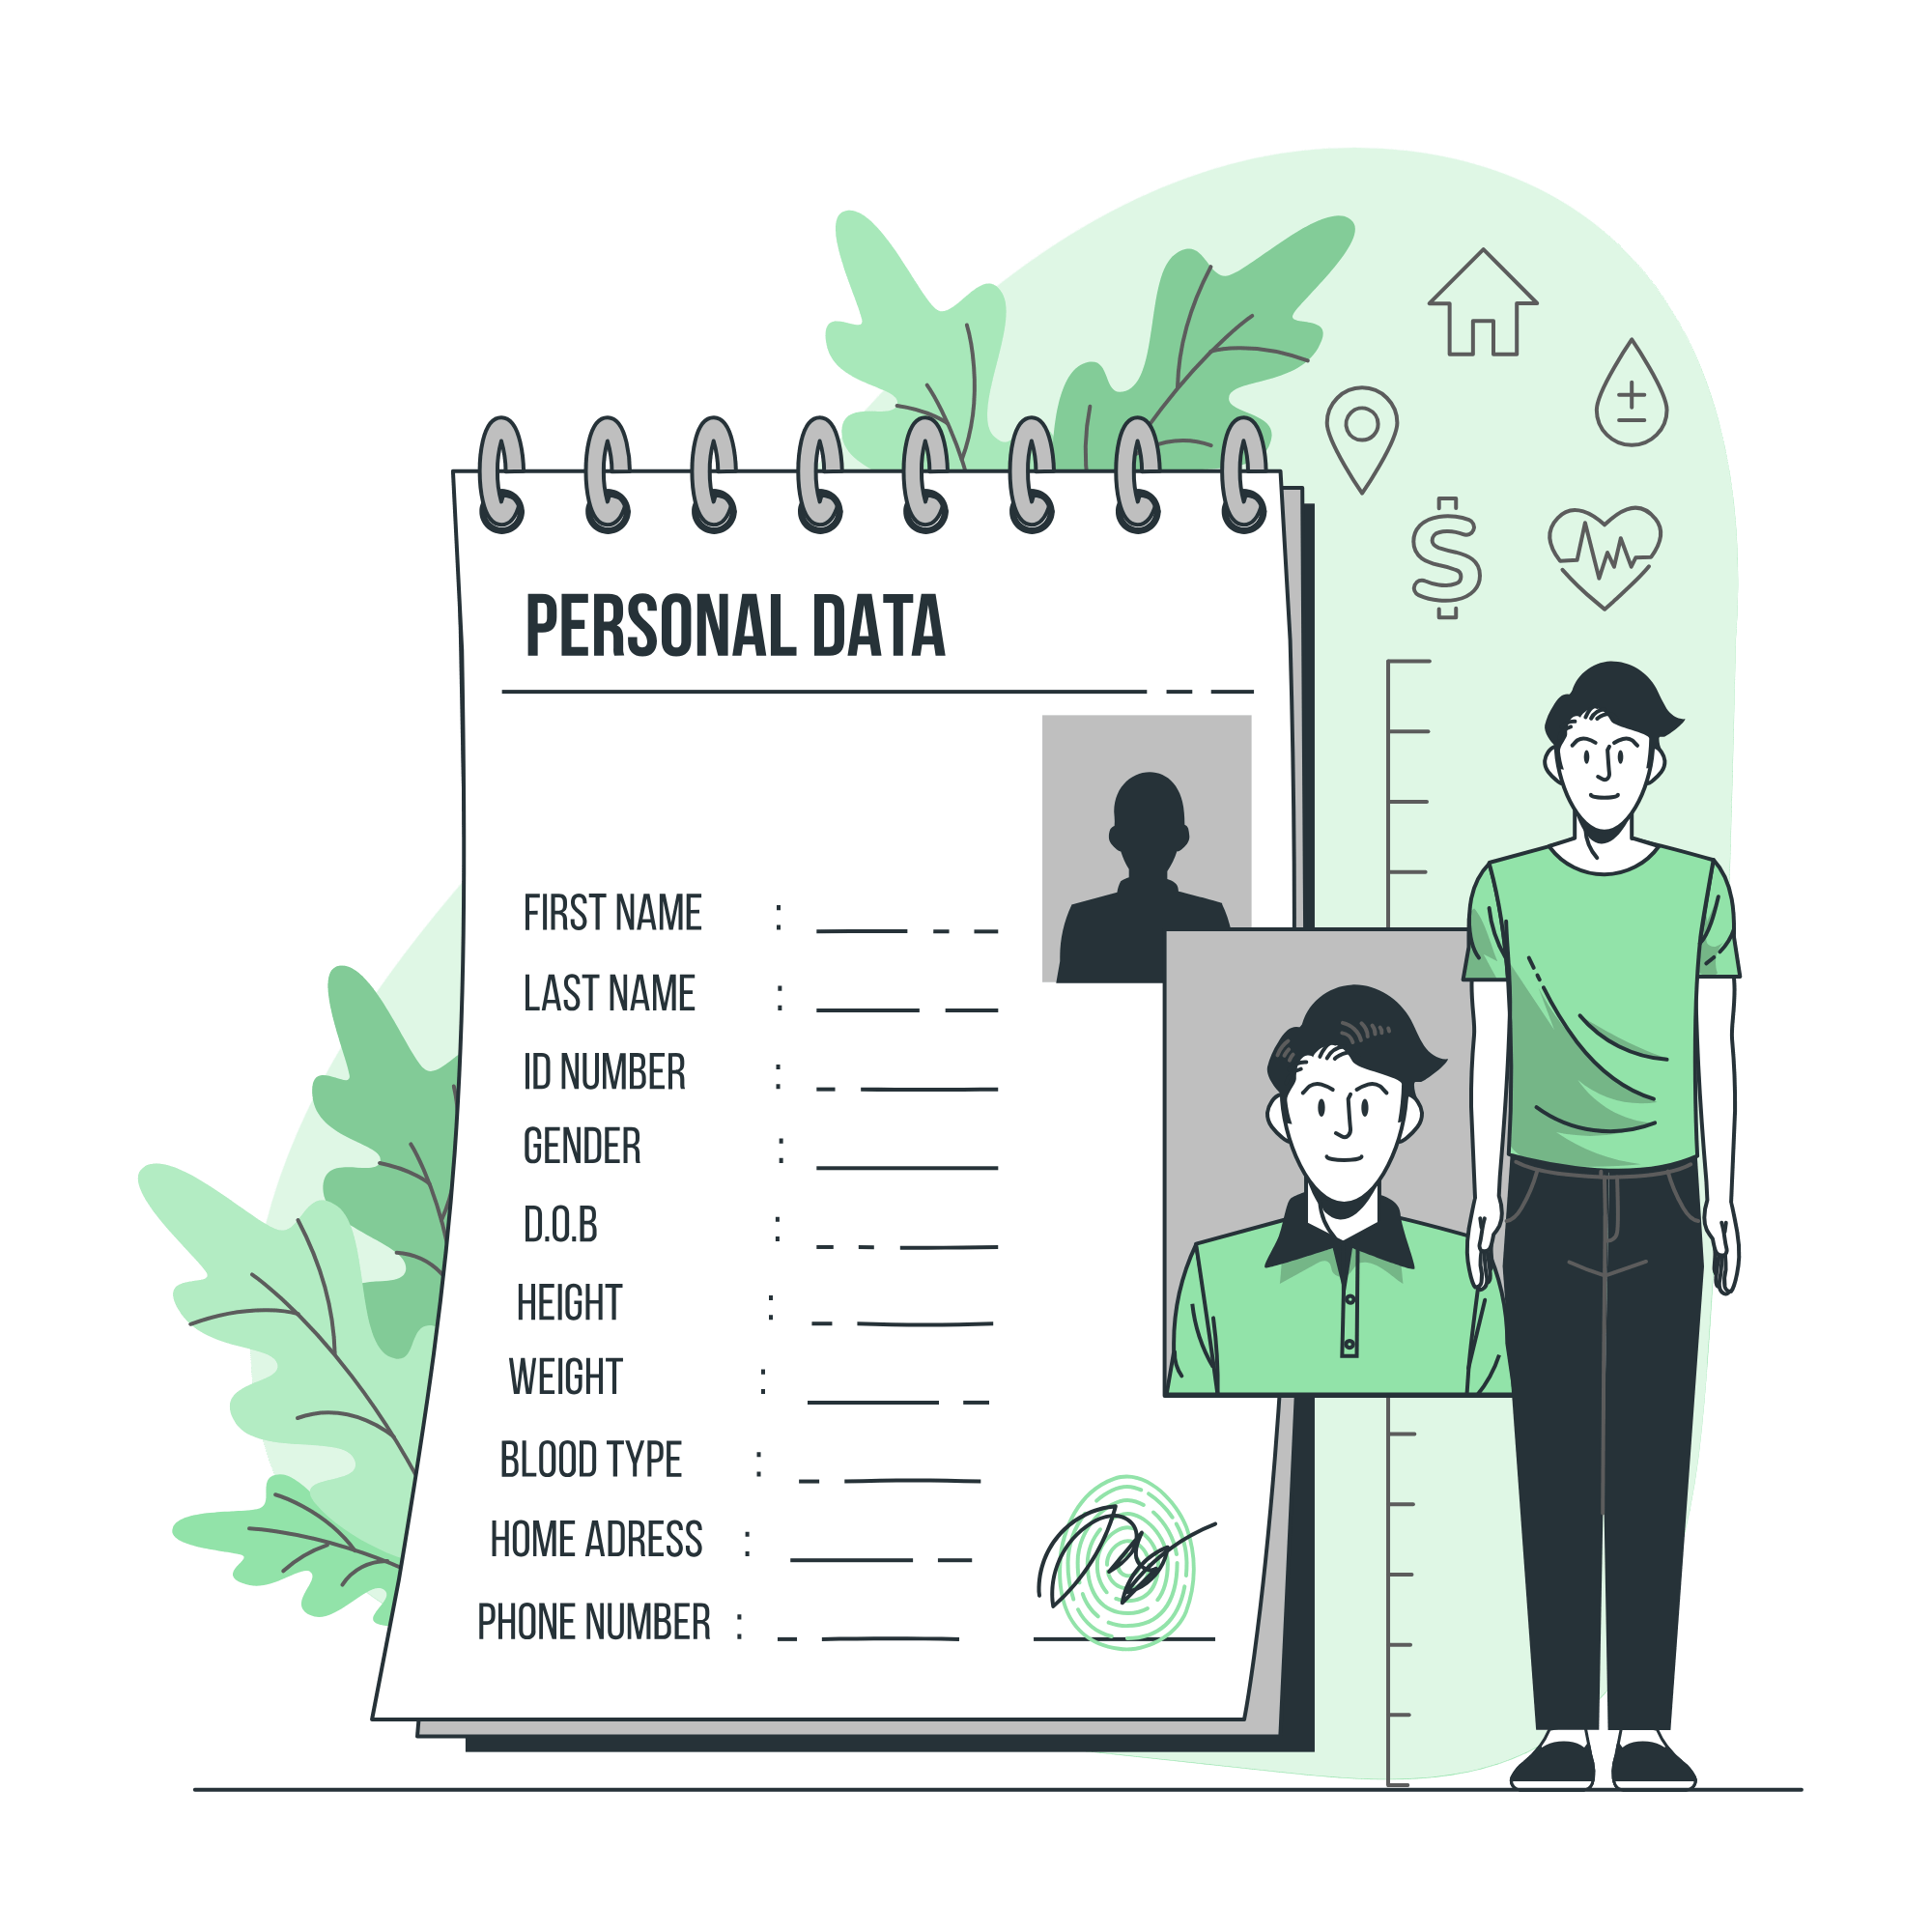 PERSONAL DATA
FIRST NAME :
LAST NAME :
ID NUMBER :
GENDER :
D.O.B :
HEIGHT :
WEIGHT :
BLOOD TYPE :
HOME ADRESS :
PHONE NUMBER :